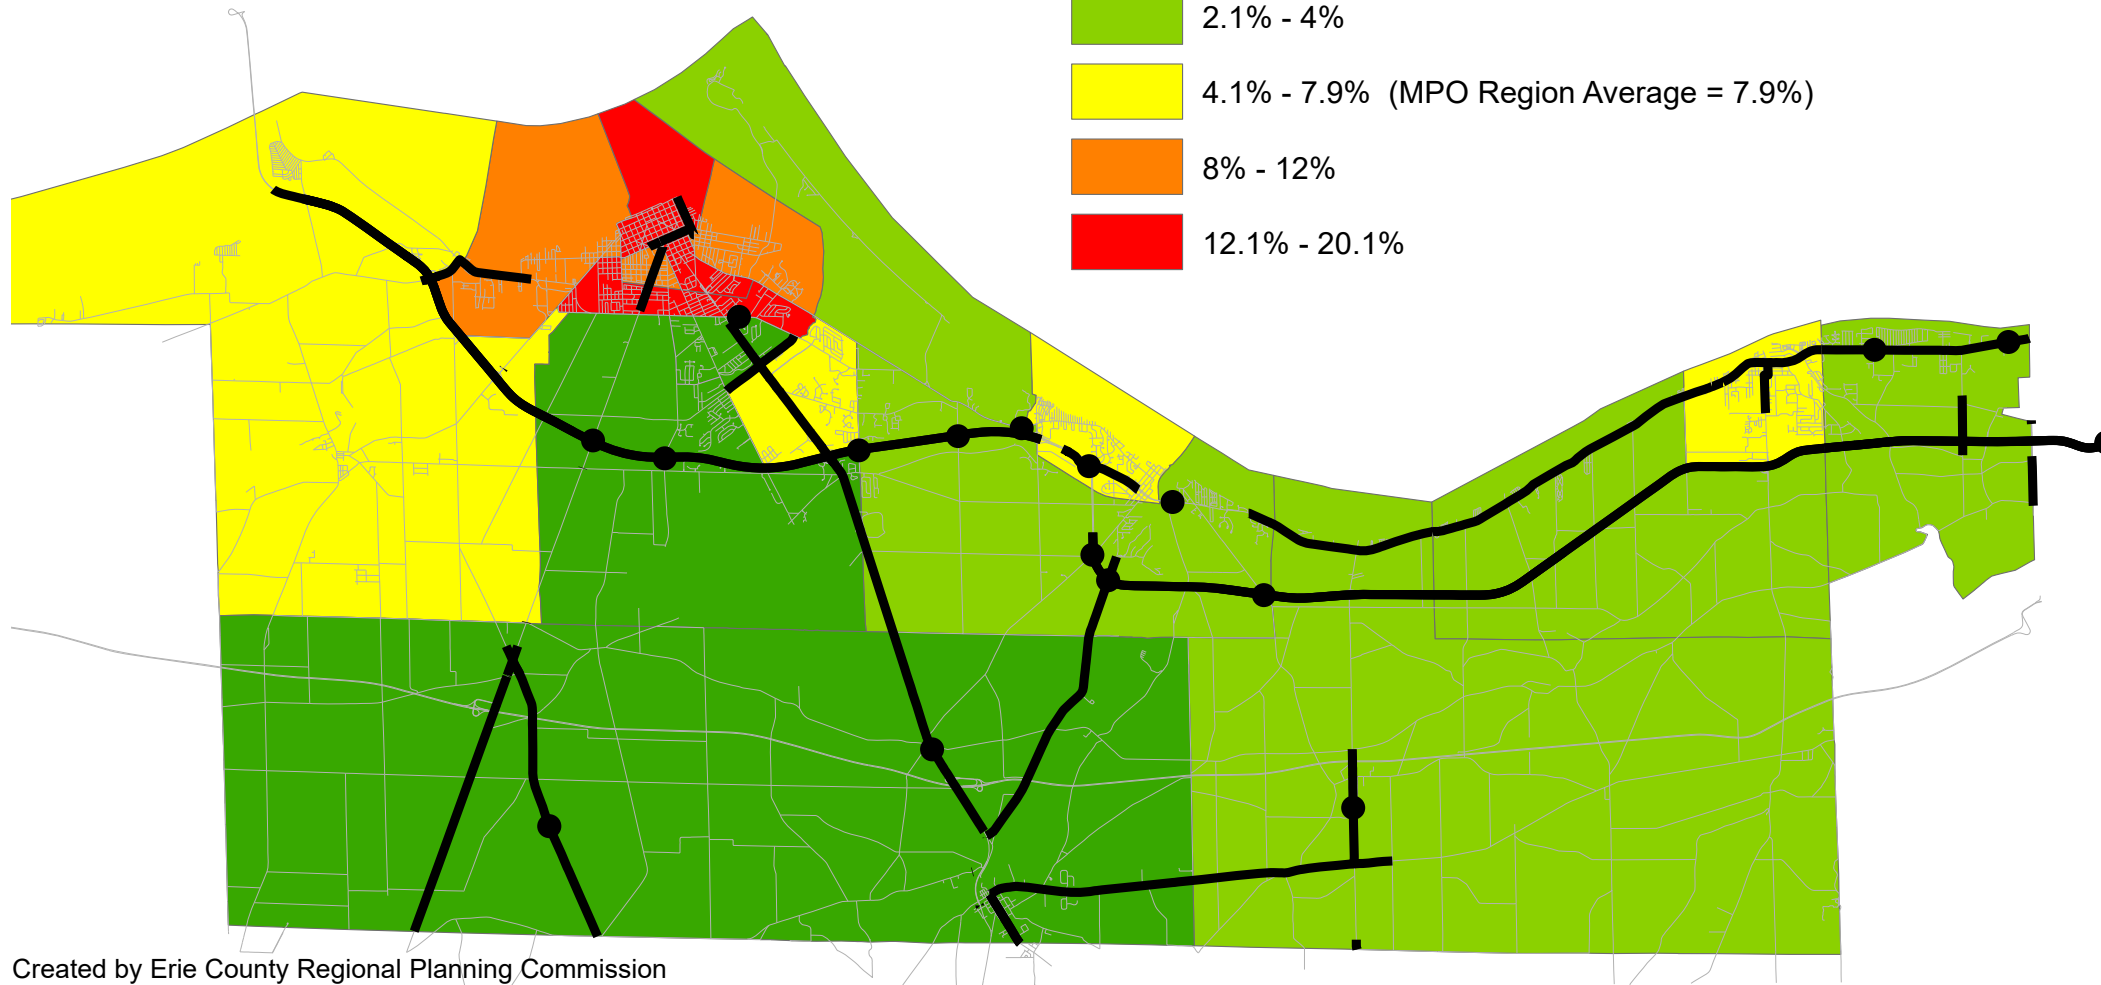 2.1% - 4%
4.1% - 7.9% (MPO Region Average = 7.9%)
8% - 12%
12.1% - 20.1%
Created by Erie County Regional Planning Commission